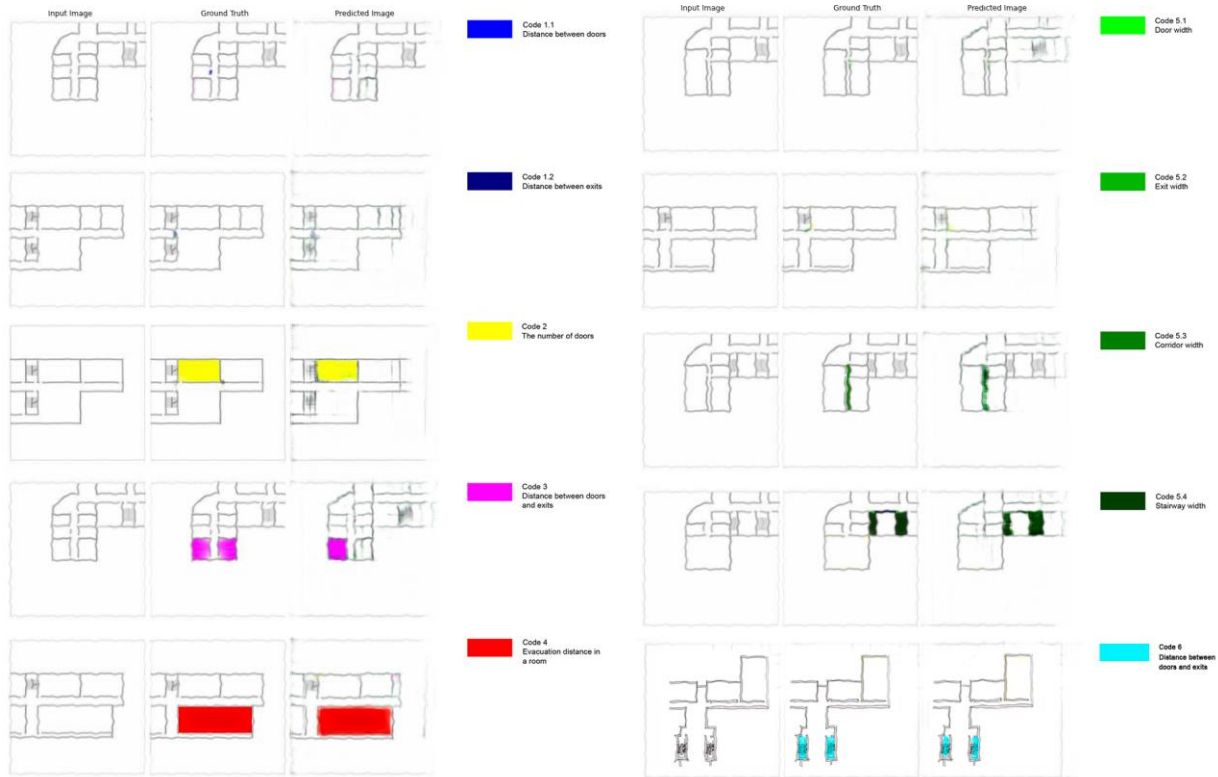 Input Image
Ground Truth
Predicted Image
Code 1.1
Distance between doors
Code 1.2
Distance between exits
Code 2
The number of doors
Code 3
Distance between doors
and exits
Code 4
Evacuation distance in
a room
Input Image
Ground Truth
Predicted Image
Code 5.1
Door width
Code 5.2
Exit width
Code 5.3
Corridor width
Code 5.4
Stairway width
Code 6
Distance between
doors and exits